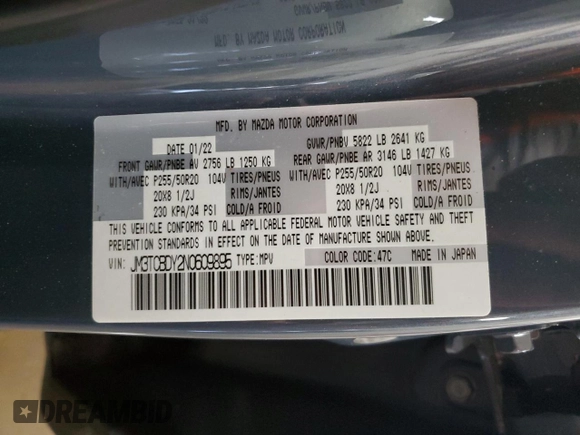 MFD. BY MAZDA MOTOR CORPORATION
DATE 01/22 GVWR/PNBV 5822 LB 2641 KG
FRONT GAWR/PNBE AV 2756 LB 1250 KG REAR GAWR/PNBE AR 3146 LB 1427 KG
WITH/AVEC P255/50R20 104V TIRES/PNEUS WITH/AVEC P255/50R20 104V TIRES/PNEUS
20X8 1/2J RIMS/JANTES 20X8 1/2J RIMS/JANTES
230 KPA/34 PSI COLD/A FROID 230 KPA/34 PSI COLD/A FROID
THIS VEHICLE CONFORMS TO ALL APPLICABLE FEDERAL MOTOR VEHICLE SAFETY AND THEFT
PREVENTION STANDARDS IN EFFECT ON THE DATE OF MANUFACTURE SHOWN ABOVE.
VIN: JM3TCBDY2N0609895 TYPE:MPV COLOR CODE:47C MADE IN JAPAN
DREAMBID